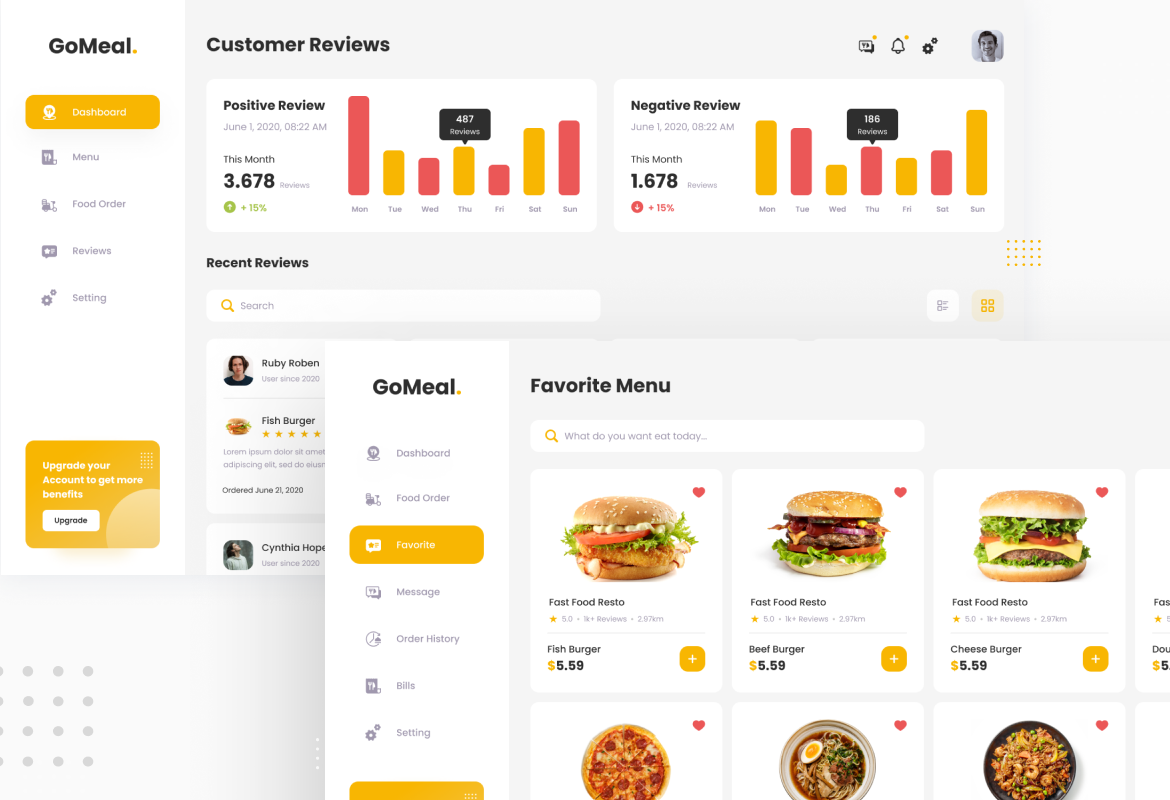 GoMeal.
Dashboard
Menu
Food Order
Reviews
Setting
Upgrade your
Account to get more
benefits
Upgrade
Customer Reviews
Positive Review
June 1, 2020, 08:22 AM
This Month
3.678 Reviews
+ 15%
487
Reviews
Mon Tue Wed Thu Fri Sat Sun
Negative Review
June 1, 2020, 08:22 AM
This Month
1.678 Reviews
+ 15%
186
Reviews
Mon Tue Wed Thu Fri Sat Sun
Recent Reviews
Search
Ruby Roben
User since 2020
Fish Burger
Lorem ipsum dolor sit amet
adipiscing elit, sed do eiusm
Ordered June 21, 2020
Cynthia Hope
User since 2020
GoMeal.
Dashboard
Food Order
Favorite
Message
Order History
Bills
Setting
Favorite Menu
What do you want eat today...
Fast Food Resto
5.0 • 1k+ Reviews • 2.97km
Fish Burger
$5.59
+
Fast Food Resto
5.0 • 1k+ Reviews • 2.97km
Beef Burger
$5.59
+
Fast Food Resto
5.0 • 1k+ Reviews • 2.97km
Cheese Burger
$5.59
+
Fas
5
Dou
$5.